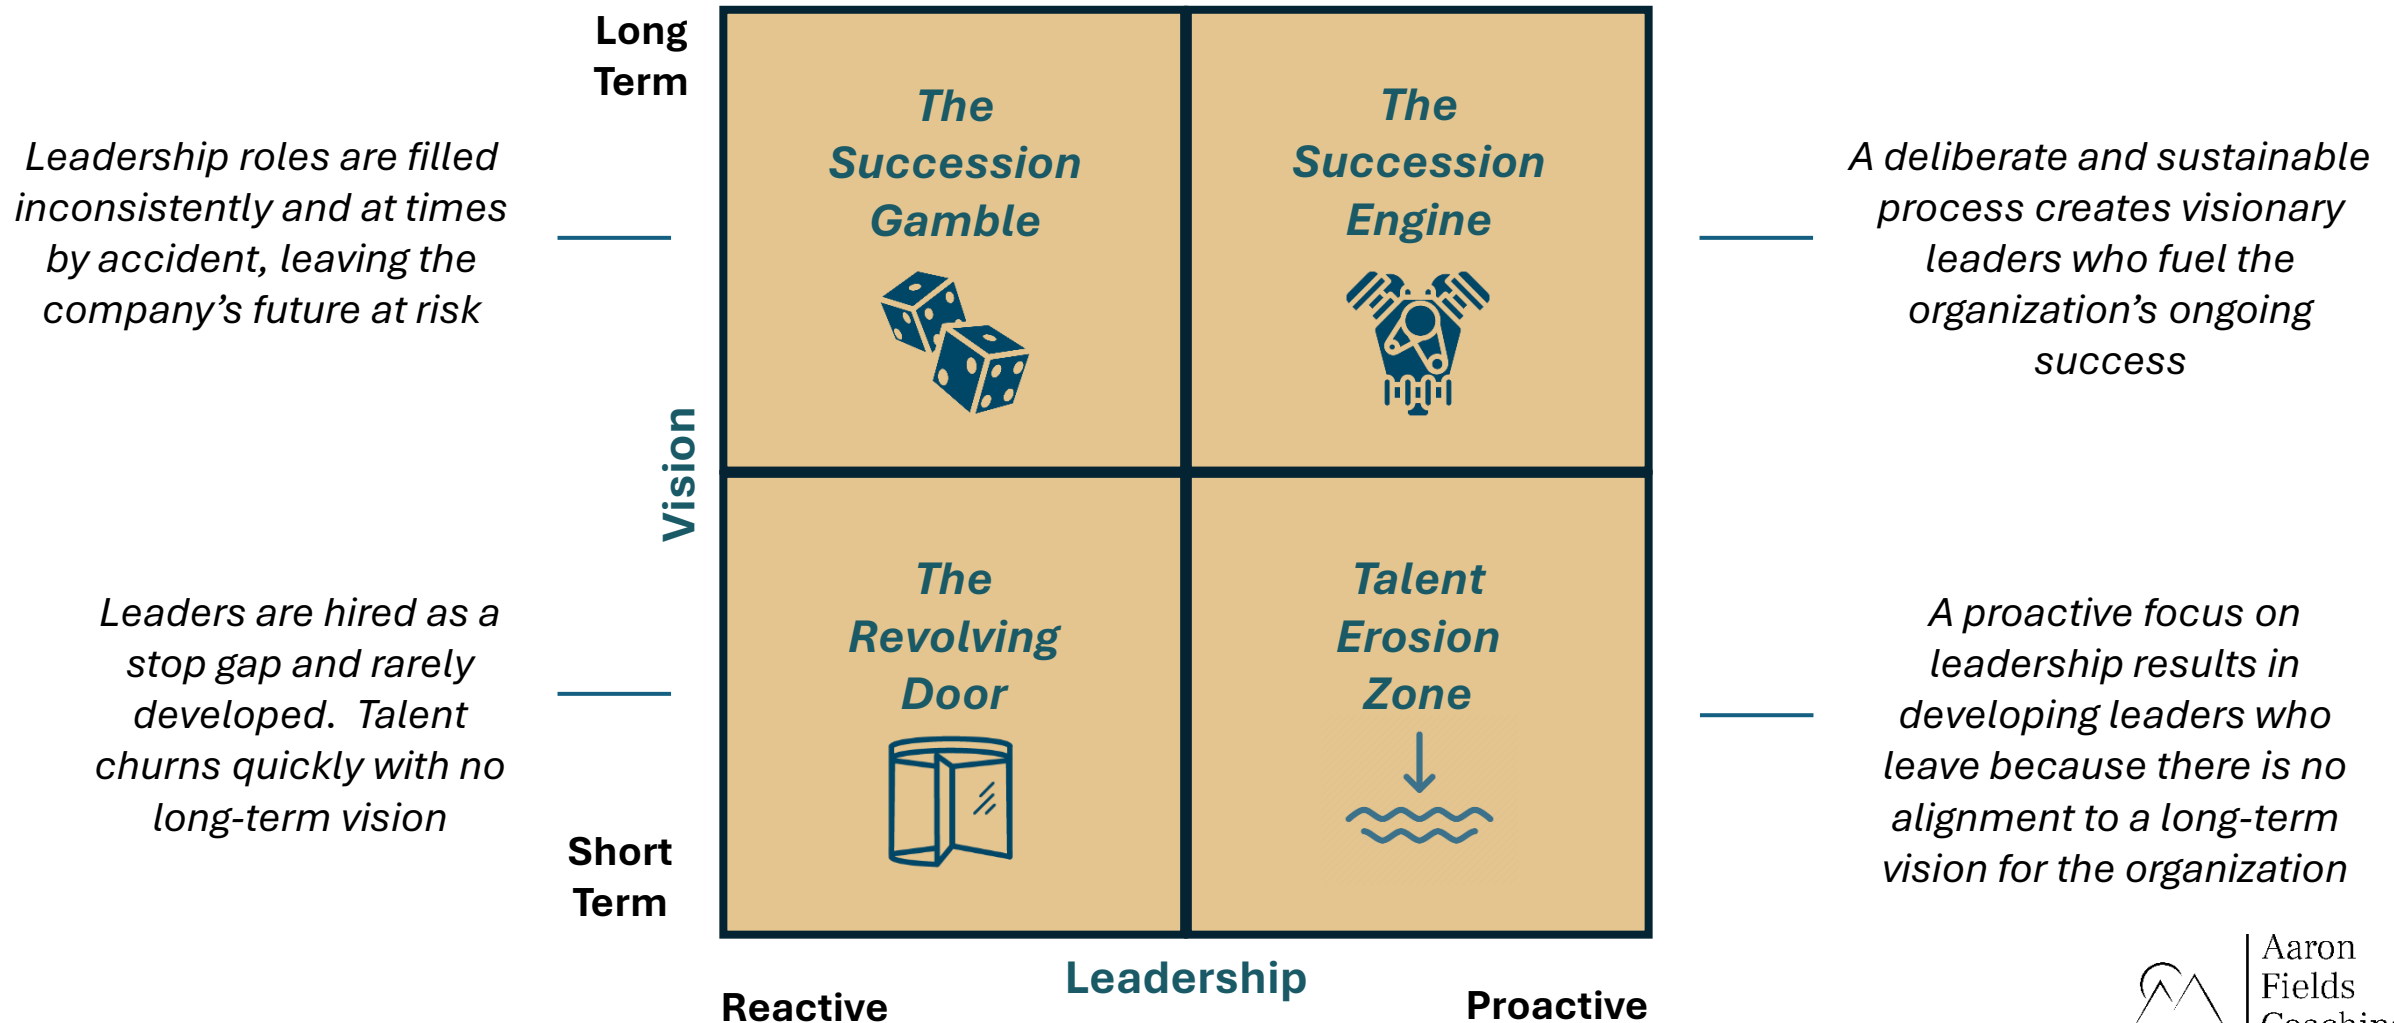 Long
Term
Leadership roles are filled
inconsistently and at times
by accident, leaving the
company’s future at risk
The
Succession
Gamble
The
Succession
Engine
A deliberate and sustainable
process creates visionary
leaders who fuel the
organization’s ongoing
success
Vision
Leaders are hired as a
stop gap and rarely
developed.  Talent
churns quickly with no
long-term vision
The
Revolving
Door
Talent
Erosion
Zone
A proactive focus on
leadership results in
developing leaders who
leave because there is no
alignment to a long-term
vision for the organization
Short
Term
Leadership
Reactive
Proactive
Aaron
Fields
Coaching